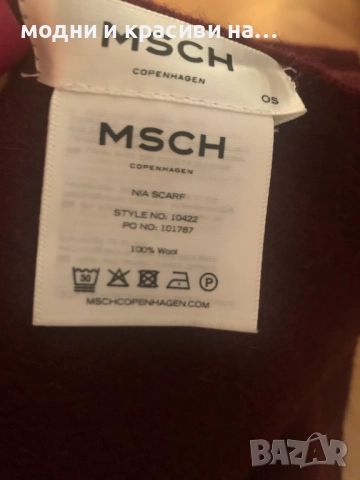 модни и красиви на...
MSCH
COPENHAGEN
OS
MSCH
COPENHAGEN
NIA SCARF
STYLE NO: 10422
PO NO: 101787
100% Wool
30
P
MSCHCOPENHAGEN.COM
BAZAR